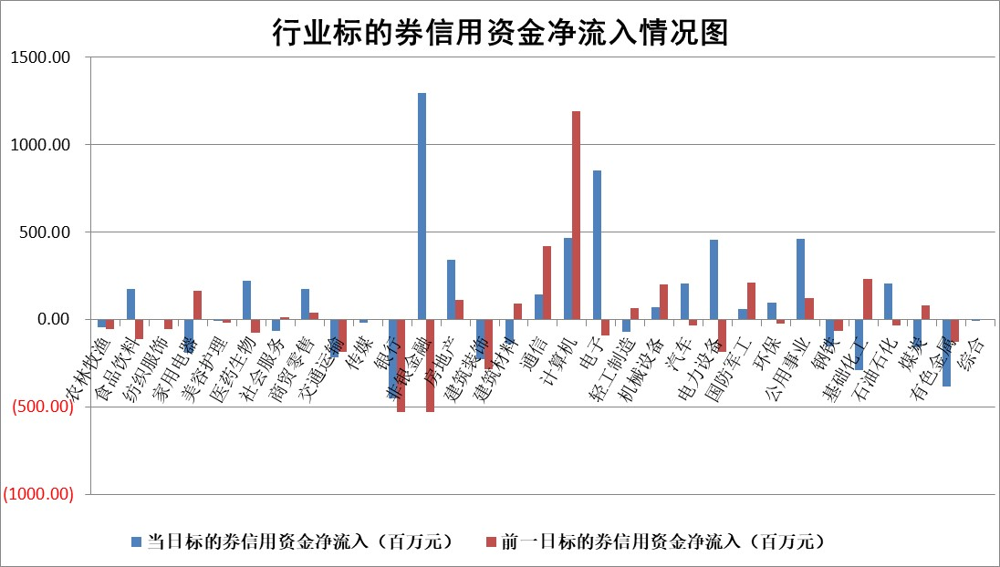 行业标的券信用资金净流入情况图
1500.00
1000.00
500.00
0.00
(500.00)
(1000.00)
农林牧渔
食品饮料
纺织服饰
家用电器
美容护理
医药生物
社会服务
商贸零售
交通运输
传媒
银行
非银金融
房地产
建筑装饰
建筑材料
通信
计算机
电子
轻工制造
机械设备
汽车
电力设备
国防军工
环保
公用事业
钢铁
基础化工
石油石化
煤炭
有色金属
综合
当日标的券信用资金净流入（百万元）
前一日标的券信用资金净流入（百万元）